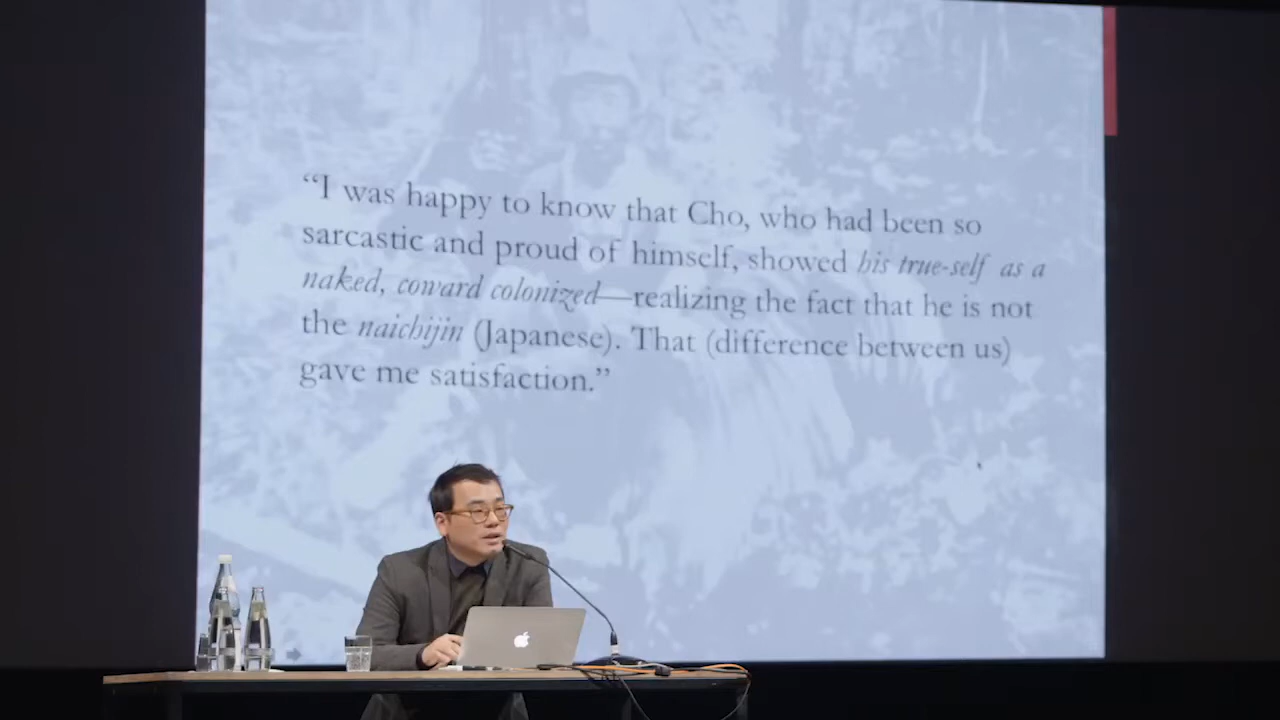 “I was happy to know that Cho, who had been so
sarcastic and proud of himself, showed his true-self as a
naked, coward colonized—realizing the fact that he is not
the naichijin (Japanese). That (difference between us)
gave me satisfaction.”